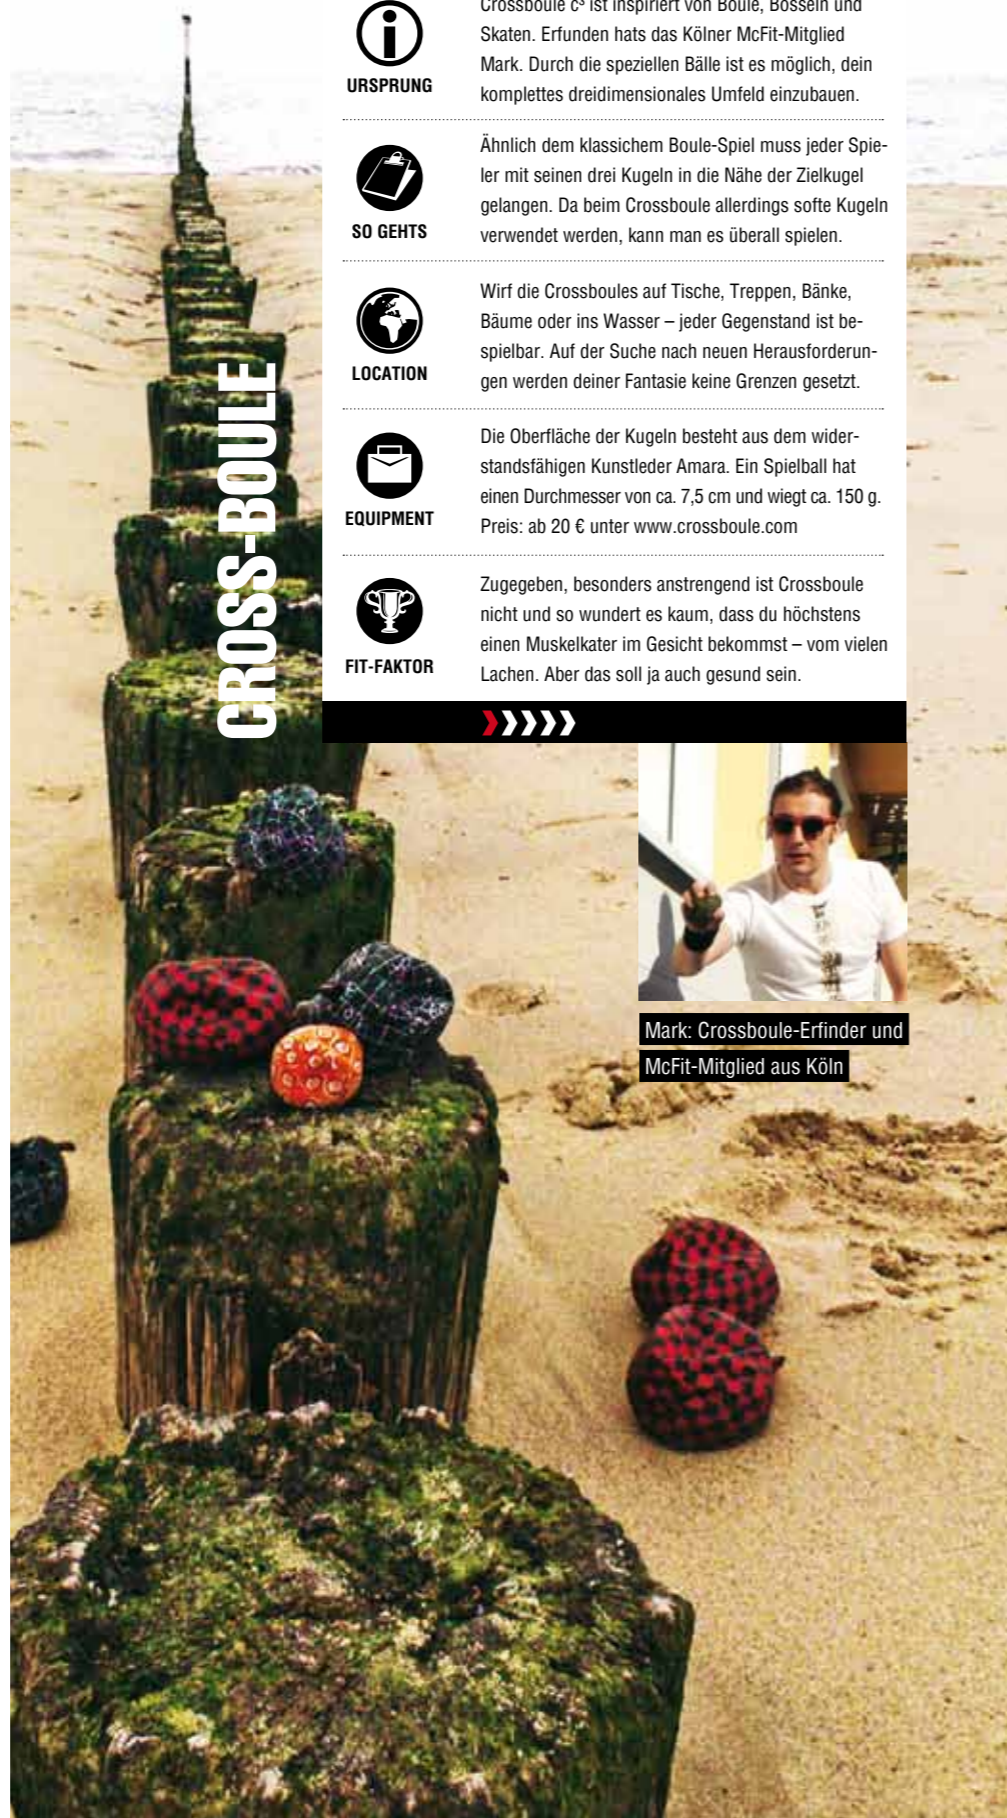 CROSS-BOULE
URSPRUNG
Crossboule c³ ist inspiriert von Boule, Bosseln und
Skaten. Erfunden hats das Kölner McFit-Mitglied
Mark. Durch die speziellen Bälle ist es möglich, dein
komplettes dreidimensionales Umfeld einzubauen.
SO GEHTS
Ähnlich dem klassichem Boule-Spiel muss jeder Spie-
ler mit seinen drei Kugeln in die Nähe der Zielkugel
gelangen. Da beim Crossboule allerdings softe Kugeln
verwendet werden, kann man es überall spielen.
LOCATION
Wirf die Crossboules auf Tische, Treppen, Bänke,
Bäume oder ins Wasser – jeder Gegenstand ist be-
spielbar. Auf der Suche nach neuen Herausforderun-
gen werden deiner Fantasie keine Grenzen gesetzt.
EQUIPMENT
Die Oberfläche der Kugeln besteht aus dem wider-
standsfähigen Kunstleder Amara. Ein Spielball hat
einen Durchmesser von ca. 7,5 cm und wiegt ca. 150 g.
Preis: ab 20 € unter www.crossboule.com
FIT-FAKTOR
Zugegeben, besonders anstrengend ist Crossboule
nicht und so wundert es kaum, dass du höchstens
einen Muskelkater im Gesicht bekommst – vom vielen
Lachen. Aber das soll ja auch gesund sein.
Mark: Crossboule-Erfinder und
McFit-Mitglied aus Köln